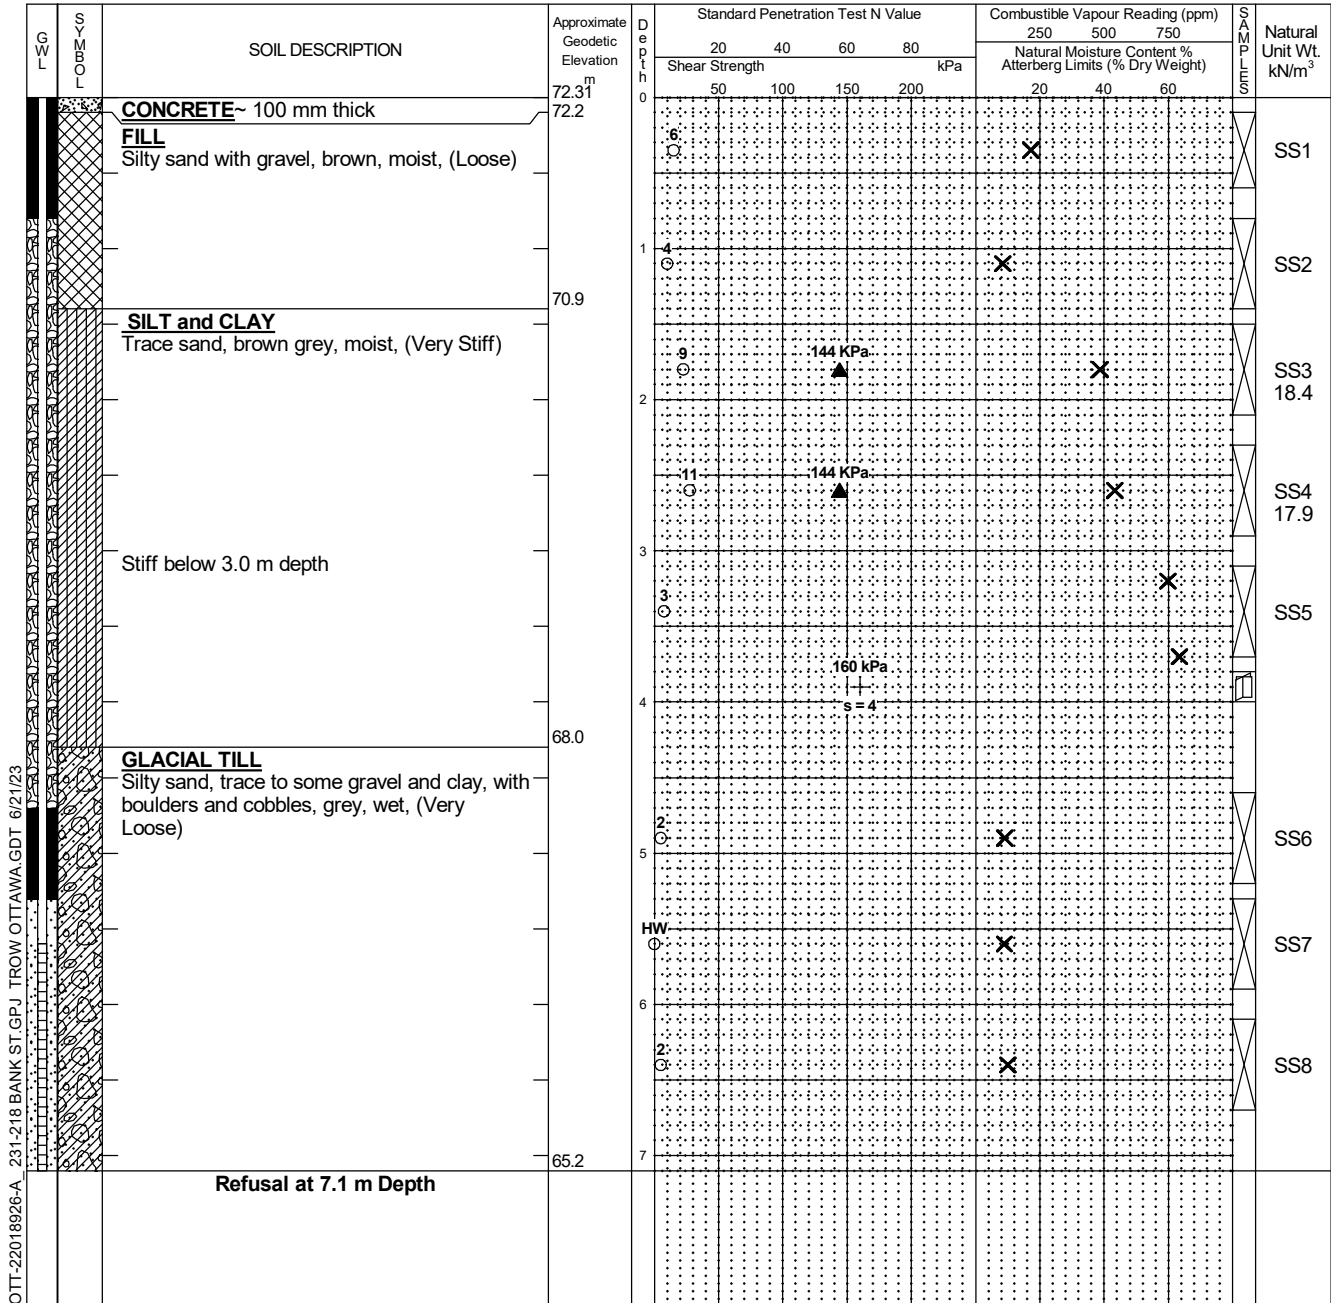 GWL
SYMBOL
SOIL DESCRIPTION
Approximate
Geodetic
Elevation
m
72.31
Depth
Standard Penetration Test N Value
20 40 60 80
Shear Strength kPa
50 100 150 200
Combustible Vapour Reading (ppm)
250 500 750
Natural Moisture Content %
Atterberg Limits (% Dry Weight)
20 40 60
SAMPLES
Natural
Unit Wt.
kN/m³
0
CONCRETE~ 100 mm thick
72.2
FILL
Silty sand with gravel, brown, moist, (Loose)
6
SS1
1
4
SS2
70.9
SILT and CLAY
Trace sand, brown grey, moist, (Very Stiff)
9
144 KPa
SS3
18.4
2
11
144 KPa
SS4
17.9
3
Stiff below 3.0 m depth
3
SS5
160 kPa
s = 4
4
68.0
GLACIAL TILL
Silty sand, trace to some gravel and clay, with
boulders and cobbles, grey, wet, (Very
Loose)
2
SS6
5
HW
SS7
6
2
SS8
7
65.2
Refusal at 7.1 m Depth
OTT-22018926-A_ 231-218 BANK ST.GPJ TROW OTTAWA.GDT 6/21/23